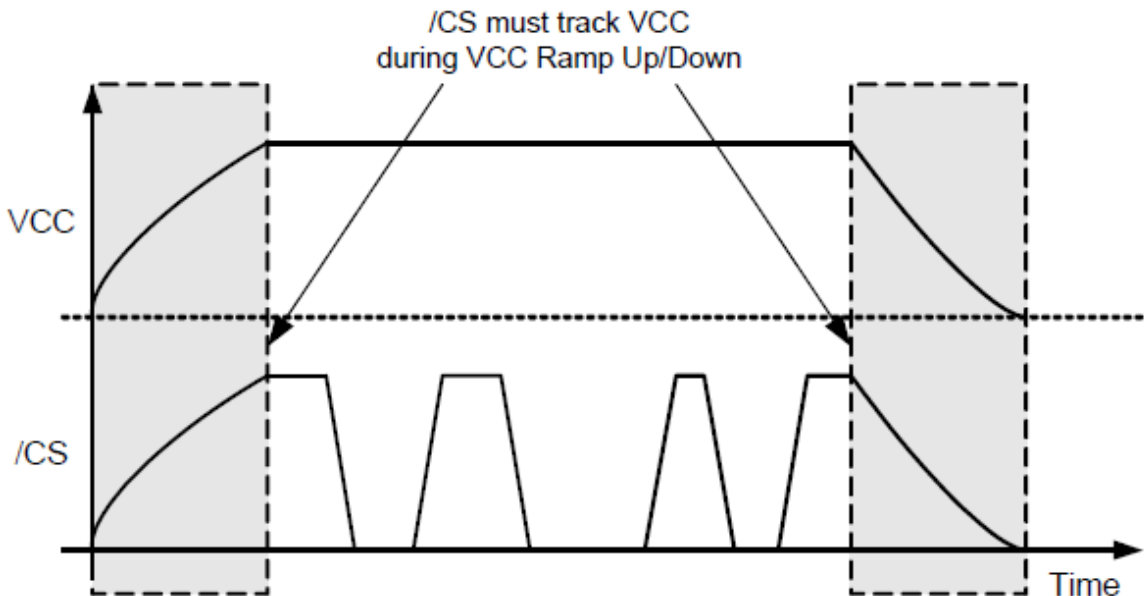 /CS must track VCC
during VCC Ramp Up/Down
VCC
/CS
Time